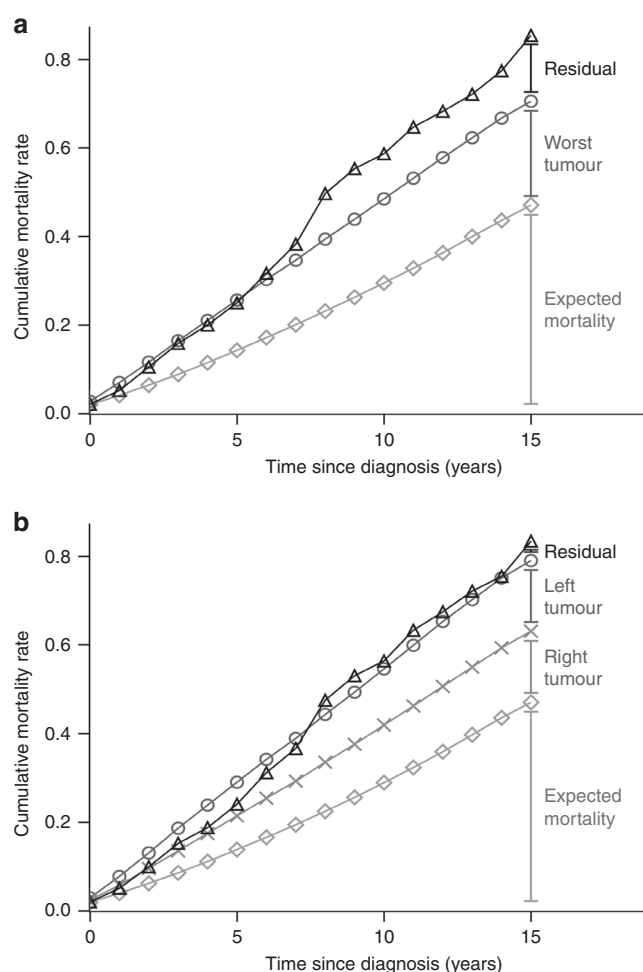 a
0.8
0.6
0.4
0.2
0.0
Cumulative mortality rate
Residual
Worst
tumour
Expected
mortality
0
5
10
15
Time since diagnosis (years)
b
0.8
0.6
0.4
0.2
0.0
Cumulative mortality rate
Residual
Left
tumour
Right
tumour
Expected
mortality
0
5
10
15
Time since diagnosis (years)